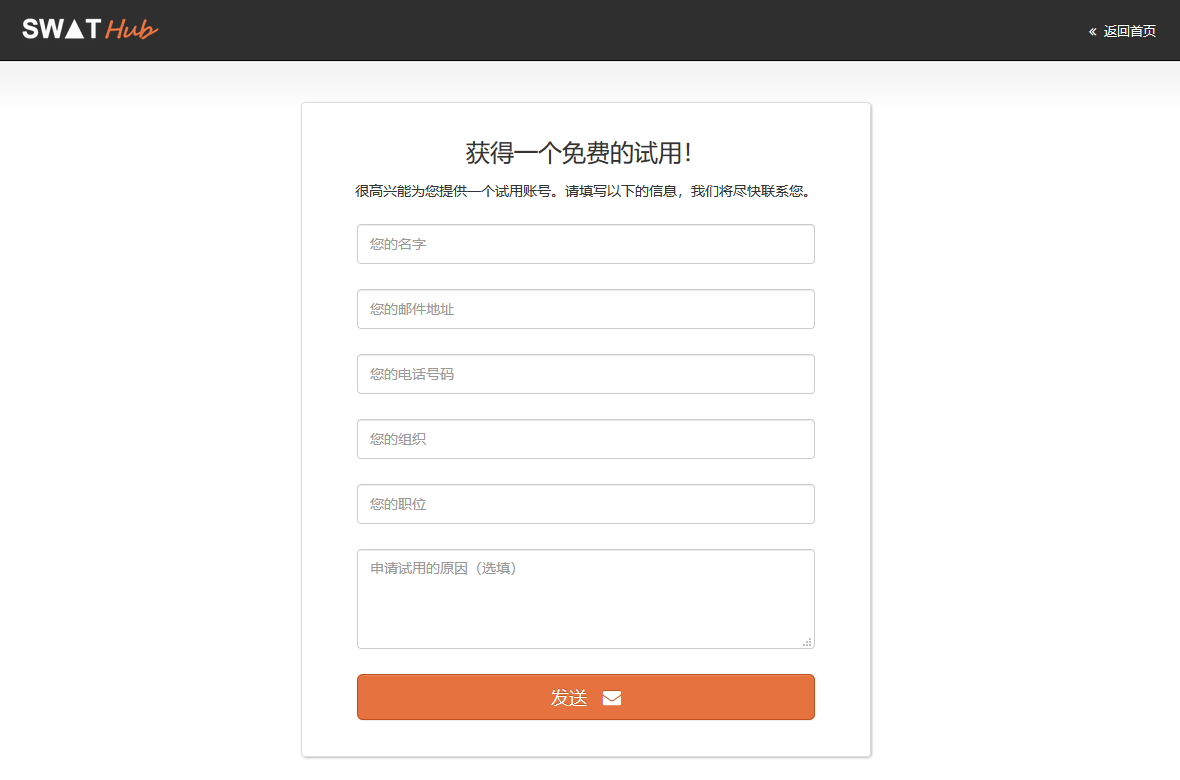 SWAT Hub
« 返回首页
获得一个免费的试用！
很高兴能为您提供一个试用账号。请填写以下的信息，我们将尽快联系您。
您的名字
您的邮件地址
您的电话号码
您的组织
您的职位
申请试用的原因（选填）
发送